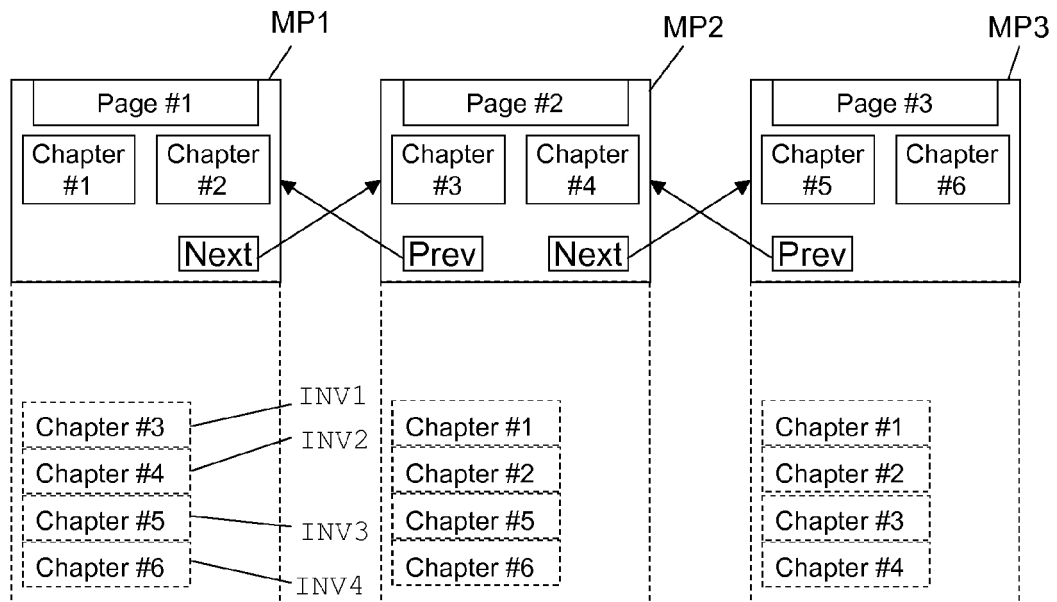 MP1
MP2
MP3
Page #1
Page #2
Page #3
Chapter
#1
Chapter
#2
Chapter
#3
Chapter
#4
Chapter
#5
Chapter
#6
Next
Prev
Next
Prev
Chapter #3
Chapter #4
Chapter #5
Chapter #6
INV1
INV2
INV3
INV4
Chapter #1
Chapter #2
Chapter #5
Chapter #6
Chapter #1
Chapter #2
Chapter #3
Chapter #4